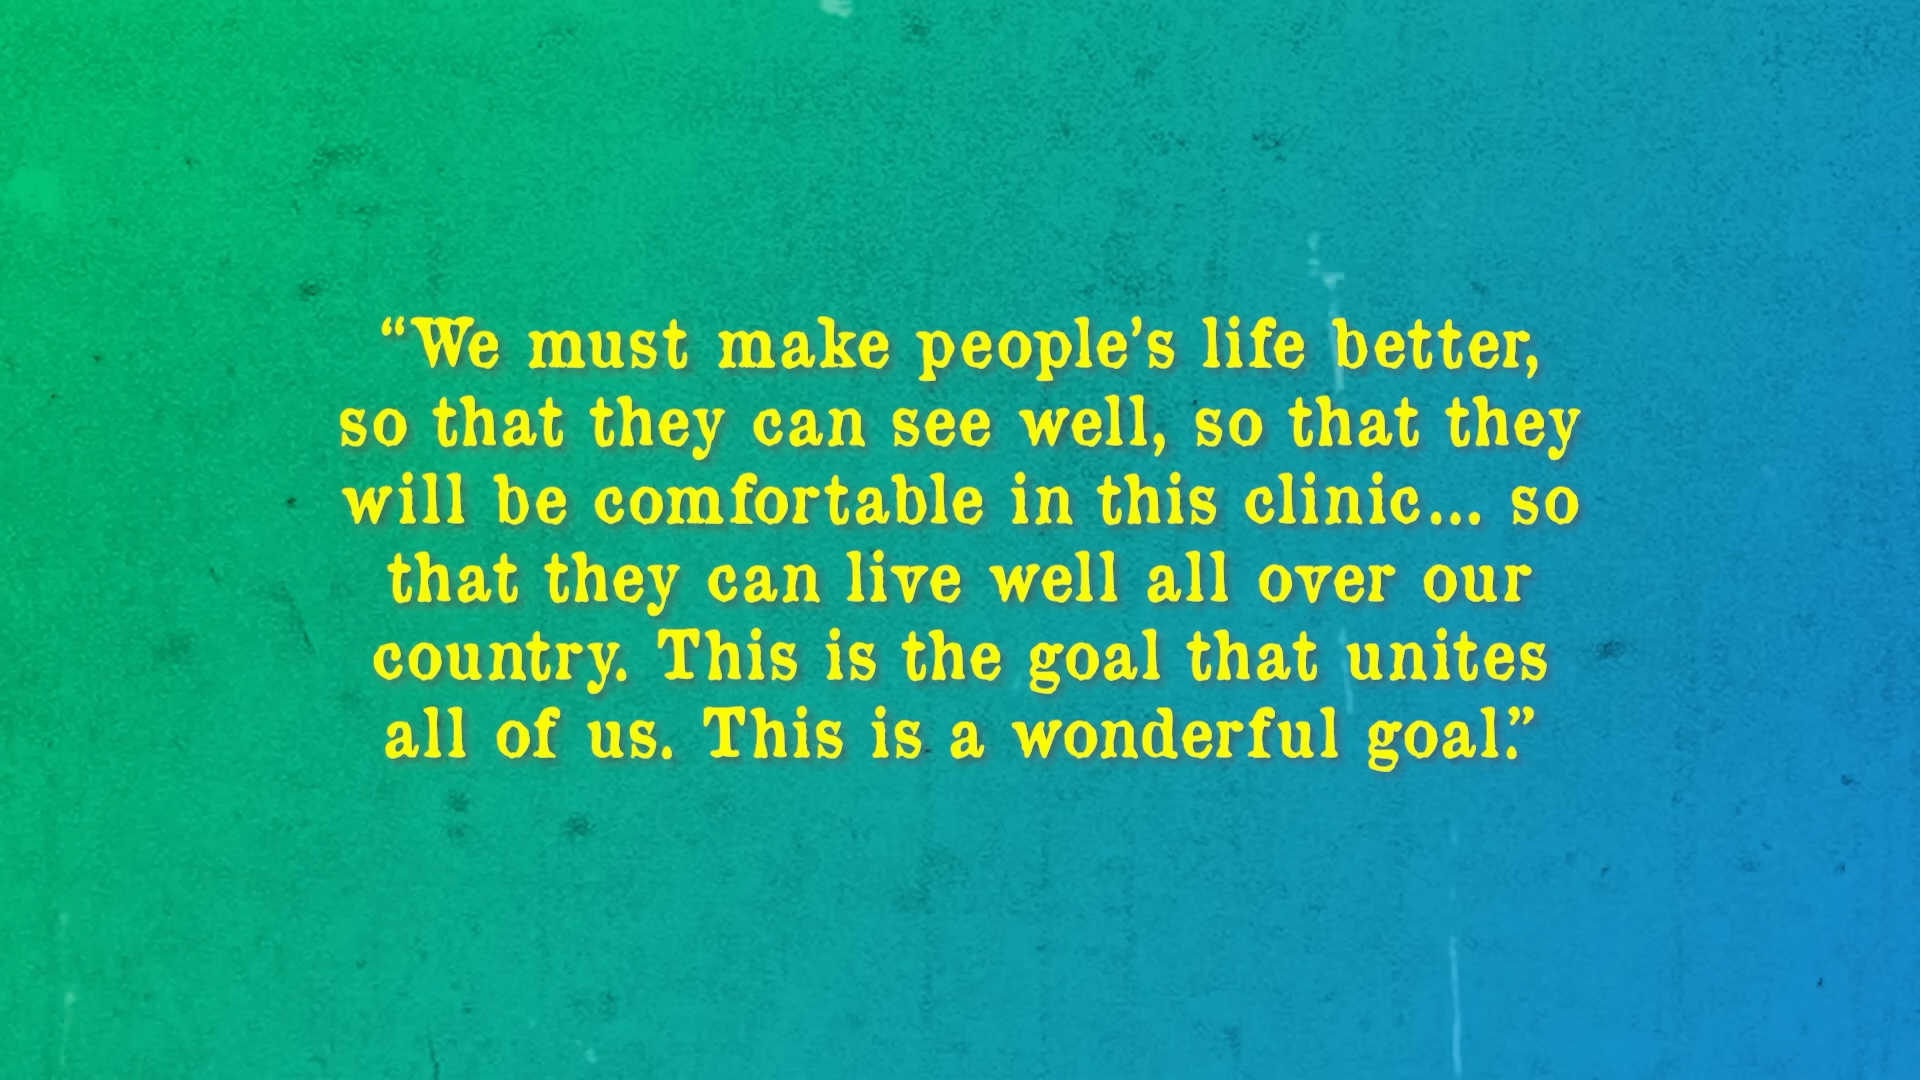 “We must make people’s life better,
so that they can see well, so that they
will be comfortable in this clinic... so
that they can live well all over our
country. This is the goal that unites
all of us. This is a wonderful goal.”